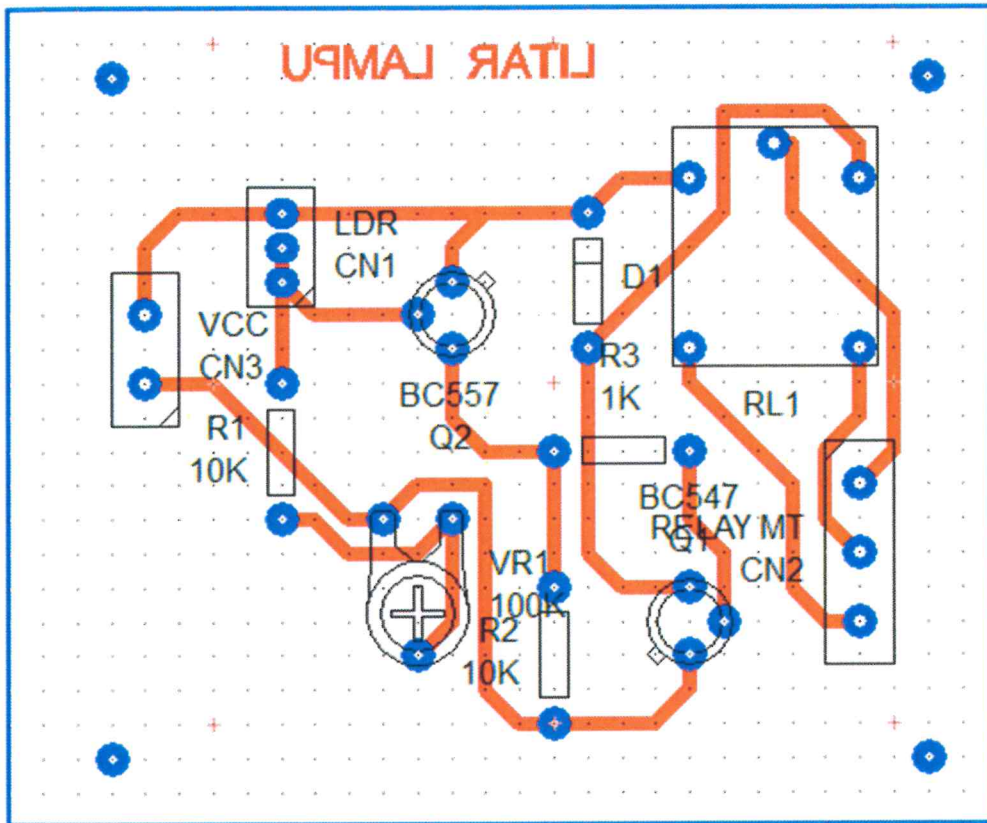 LITAR LAMPU
LDR
CN1
VCC
CN3
D1
R3
1K
BC557
Q2
RL1
R1
10K
BC547
RELAY MT
Q1
CN2
VR1
100K
R2
10K